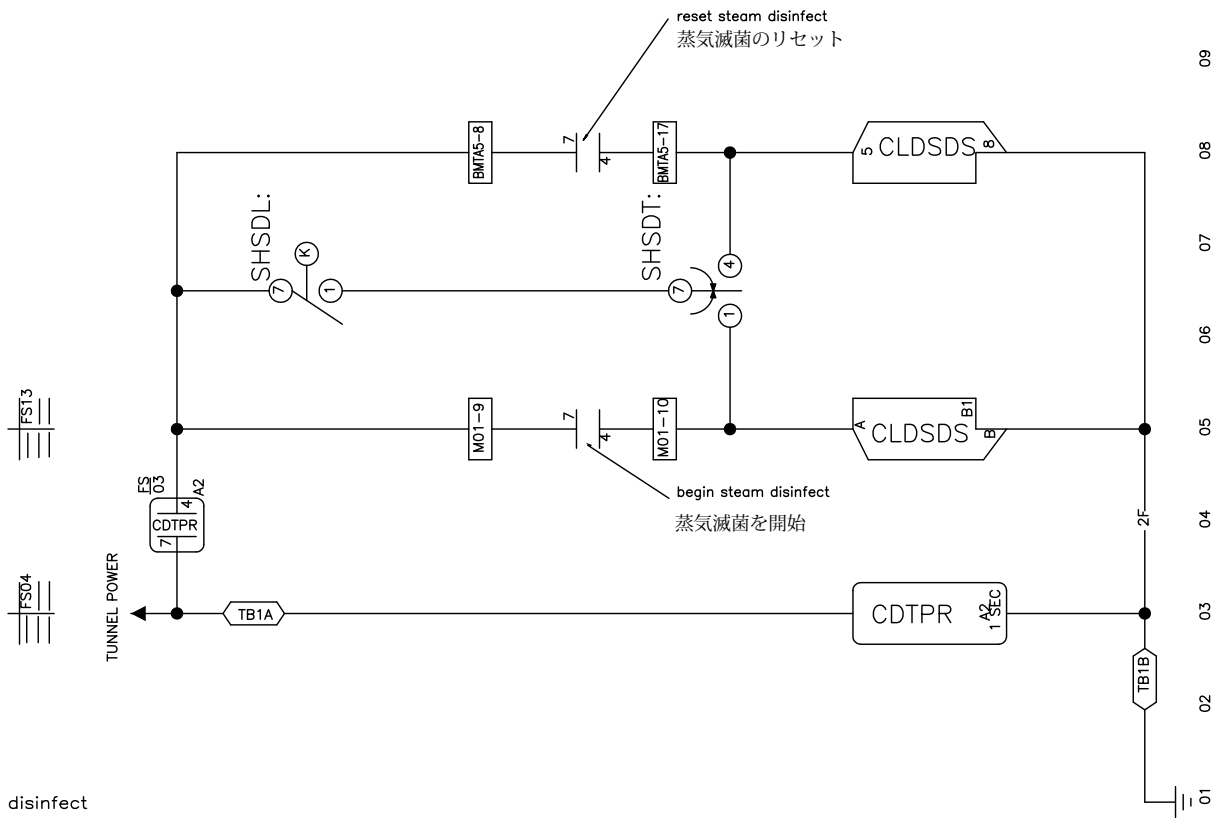 reset steam disinfect
蒸気滅菌のリセット
09
BMTA5-8
7
4
BMTA5-17
5
CLDSDS
8
08
SHSDL:
SHSDT:
07
K
4
7
1
7
1
06
FS13
M01-9
7
4
M01-10
A
CLDSDS
B1
B
05
FS
03
A2
4
CDTPR
7
begin steam disinfect
蒸気滅菌を開始
2F
04
FS04
TUNNEL POWER
TB1A
CDTPR
A2
1 SEC
03
TB1B
02
disinfect
01